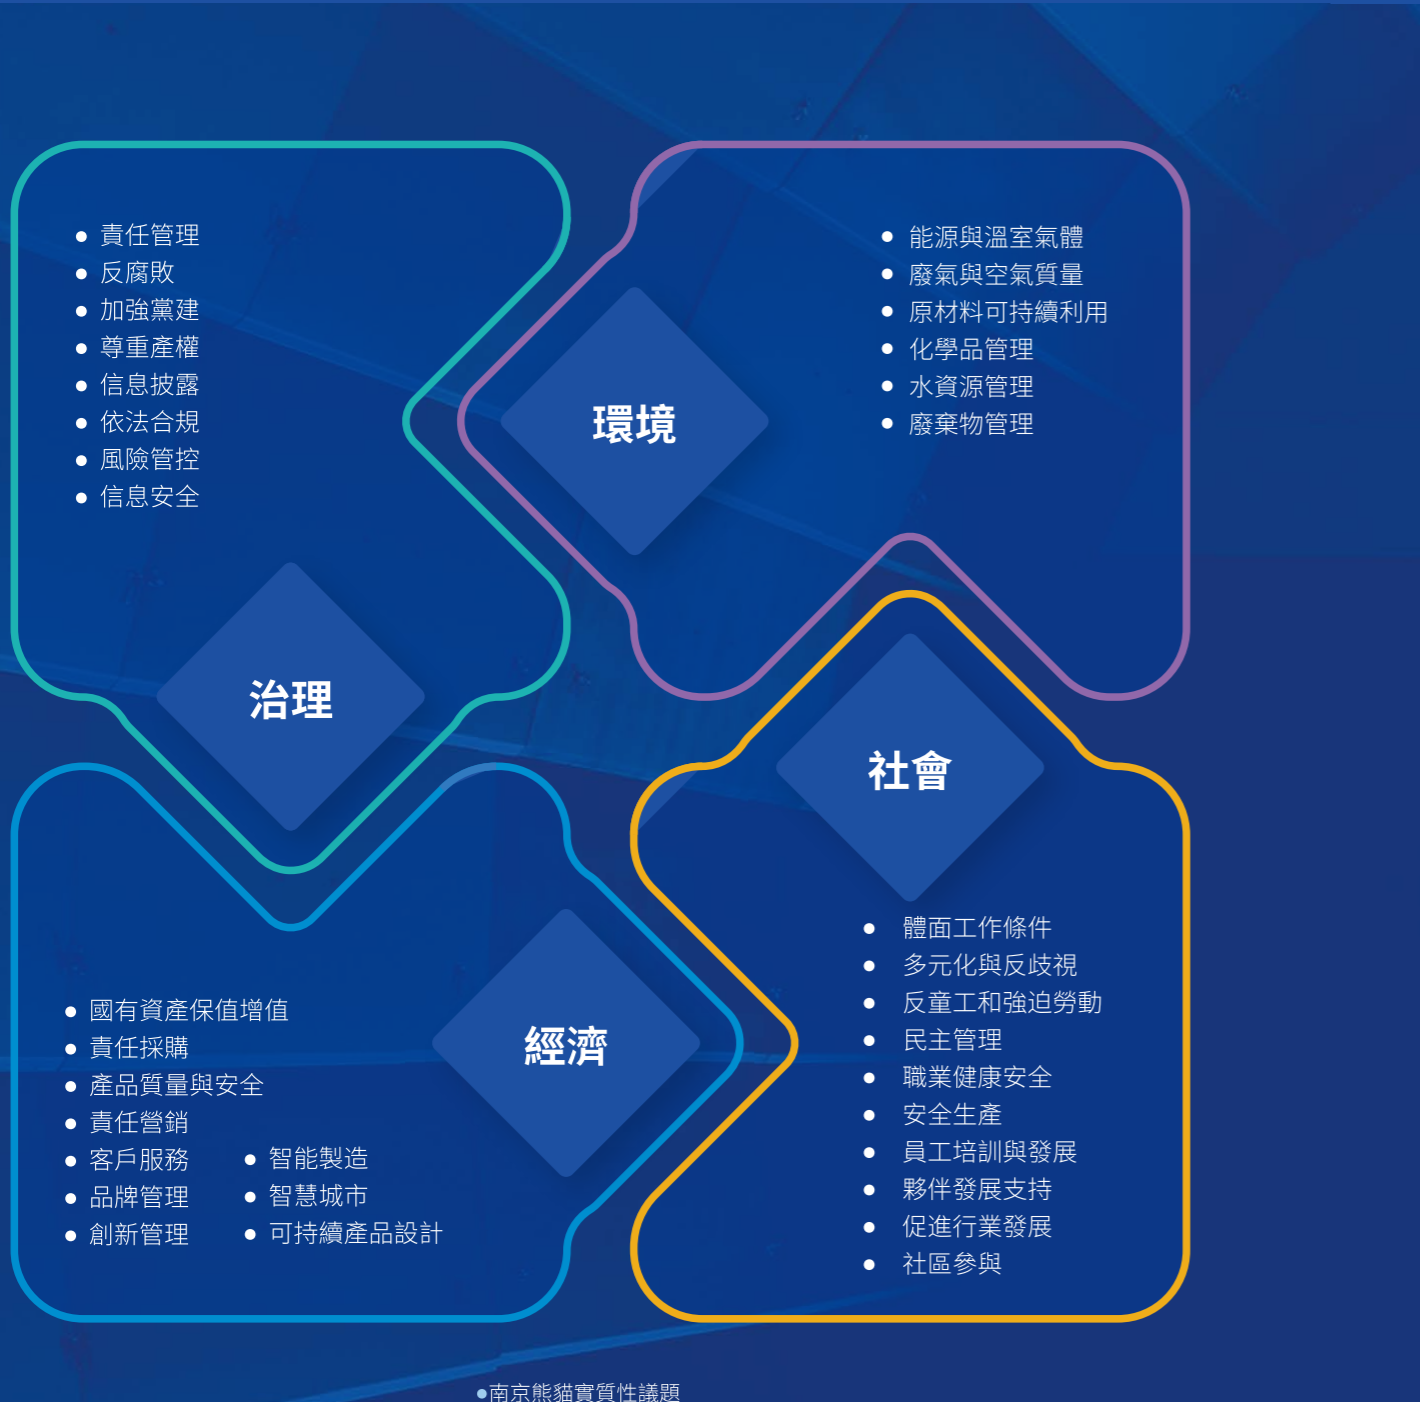 ● 責任管理
● 反腐敗
● 加強黨建
● 尊重產權
● 信息披露
● 依法合規
● 風險管控
● 信息安全
治理
環境
● 能源與溫室氣體
● 廢氣與空氣質量
● 原材料可持續利用
● 化學品管理
● 水資源管理
● 廢棄物管理
● 國有資產保值增值
● 責任採購
● 產品質量與安全
● 責任營銷
● 客戶服務
● 品牌管理
● 創新管理
● 智能製造
● 智慧城市
● 可持續產品設計
經濟
社會
● 體面工作條件
● 多元化與反歧視
● 反童工和強迫勞動
● 民主管理
● 職業健康安全
● 安全生產
● 員工培訓與發展
● 夥伴發展支持
● 促進行業發展
● 社區參與
●南京熊貓實質性議題